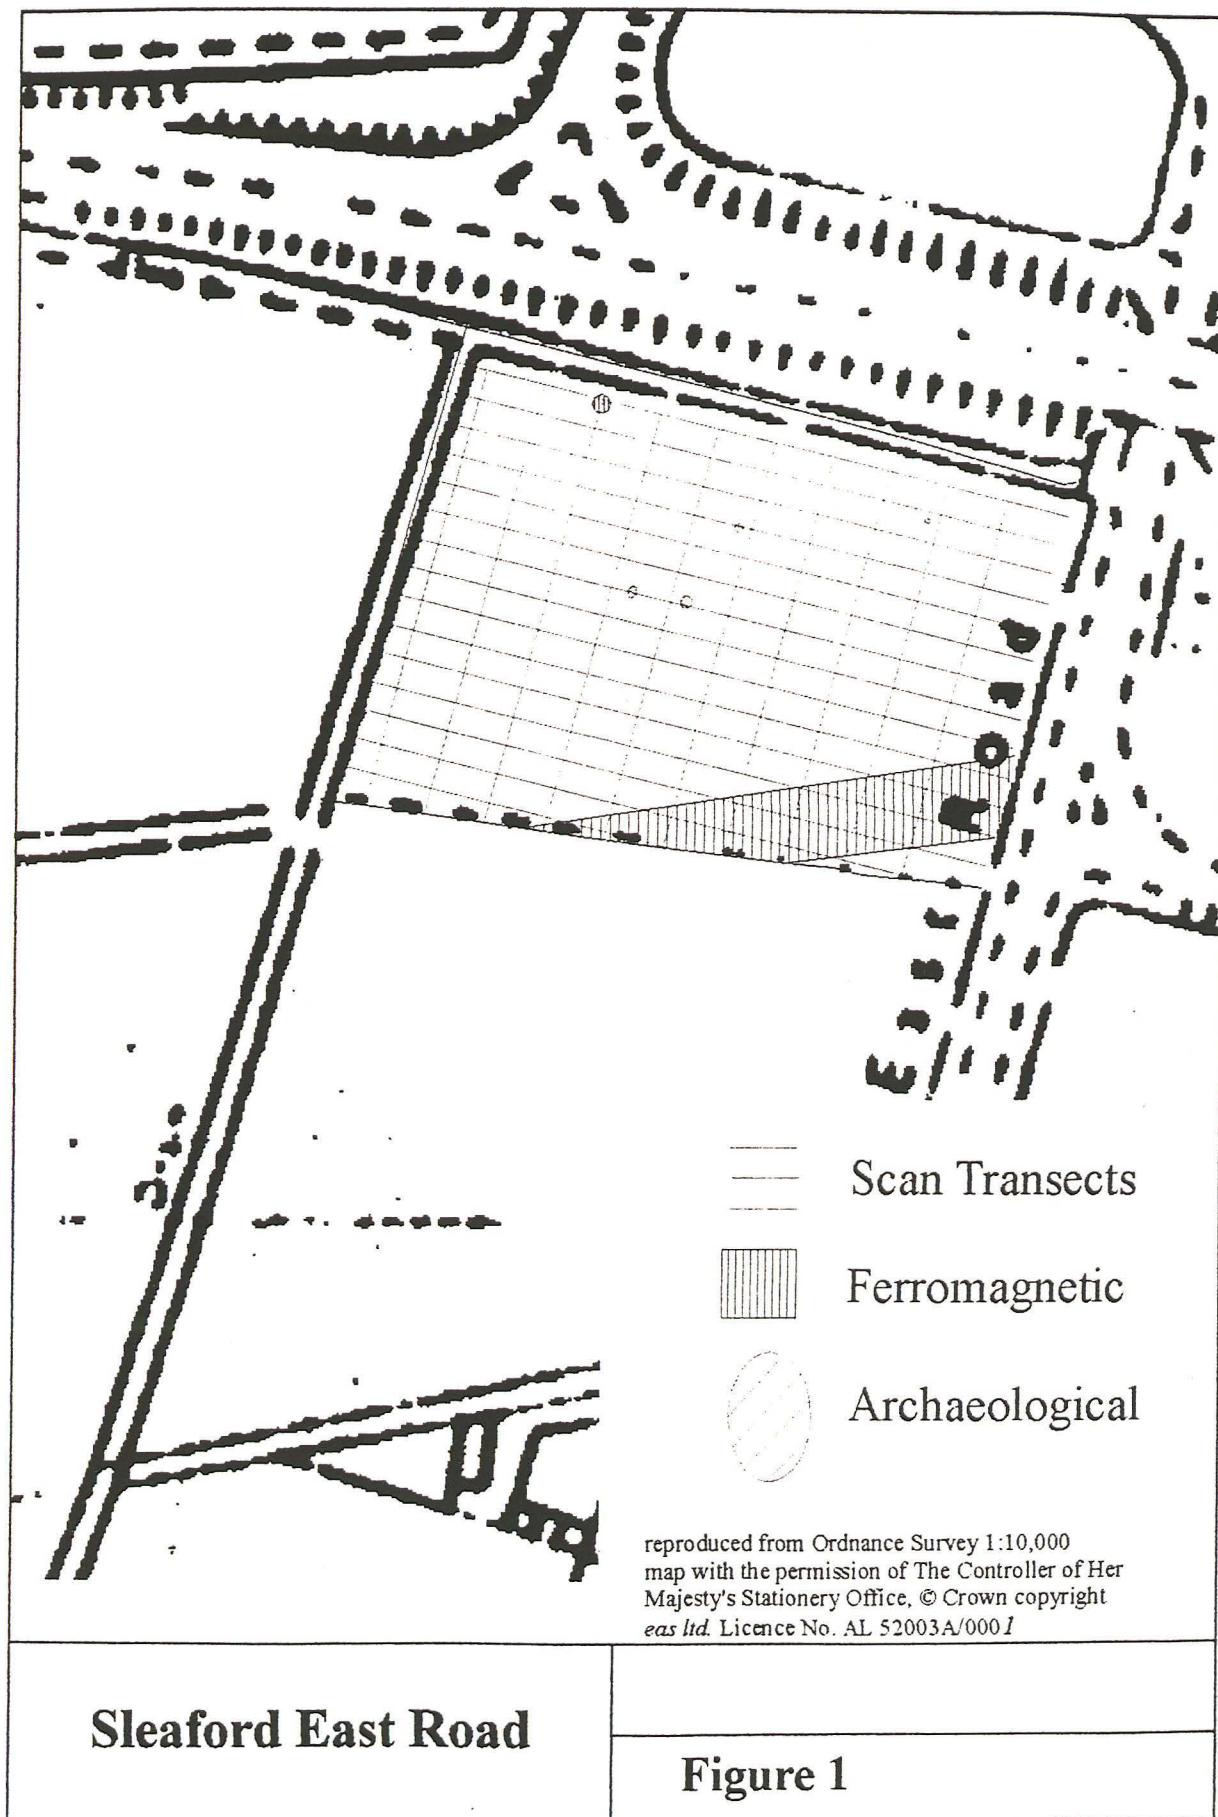 Scan Transects
Ferromagnetic
Archaeological
reproduced from Ordnance Survey 1:10,000
map with the permission of The Controller of Her
Majesty's Stationery Office, © Crown copyright
eas ltd. Licence No. AL 52003A/0001
Sleaford East Road
Figure 1